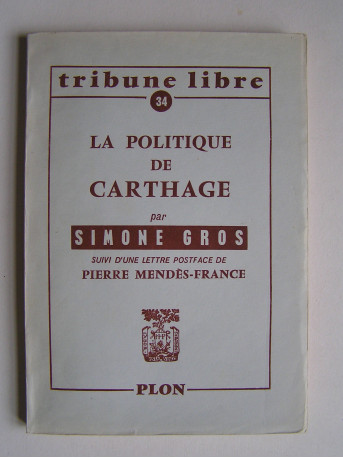 tribune libre
34
LA POLITIQUE
DE
CARTHAGE
par
SIMONE GROS
SUIVI D'UNE LETTRE POSTFACE DE
PIERRE MENDÈS-FRANCE
PLON